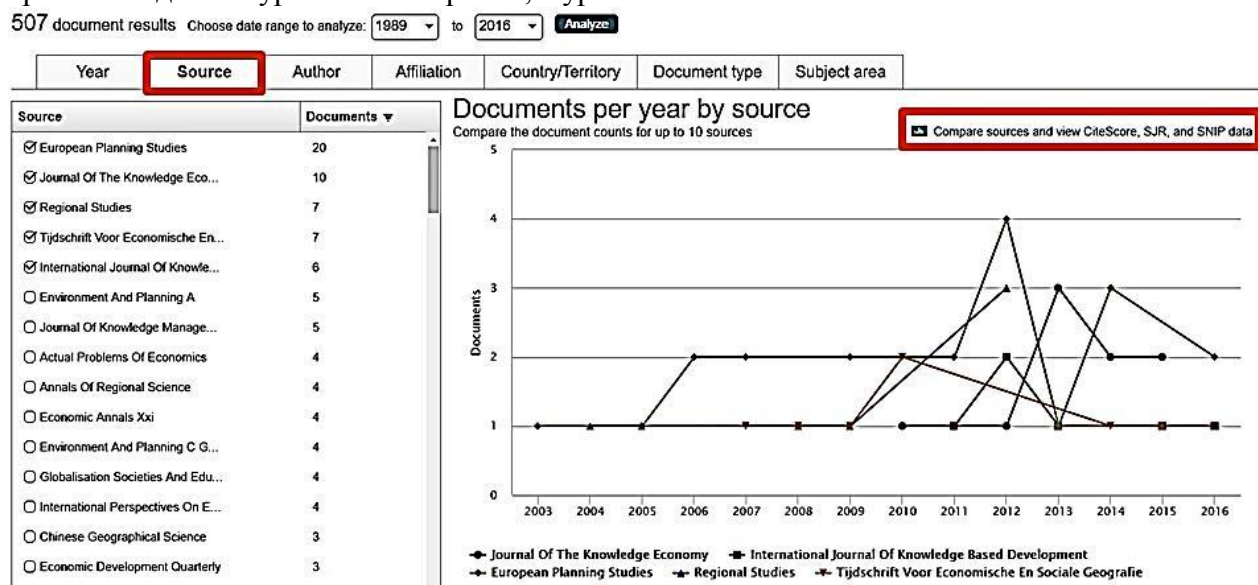 507 document results Choose date range to analyze: 1989 to 2016 Analyze
Year Source Author Affiliation Country/Territory Document type Subject area
Source Documents
European Planning Studies 20
Journal Of The Knowledge Eco... 10
Regional Studies 7
Tijdschrift Voor Economische En... 7
International Journal Of Knowle... 6
Environment And Planning A 5
Journal Of Knowledge Manage... 5
Actual Problems Of Economics 4
Annals Of Regional Science 4
Economic Annals Xxi 4
Environment And Planning C G... 4
Globalisation Societies And Edu... 4
International Perspectives On E... 4
Chinese Geographical Science 3
Economic Development Quarterly 3
Documents per year by source
Compare the document counts for up to 10 sources
Compare sources and view CiteScore, SJR, and SNIP data
Documents
5
4
3
2
1
0
2003 2004 2005 2006 2007 2008 2009 2010 2011 2012 2013 2014 2015 2016
Journal Of The Knowledge Economy International Journal Of Knowledge Based Development
European Planning Studies Regional Studies Tijdschrift Voor Economische En Sociale Geografie